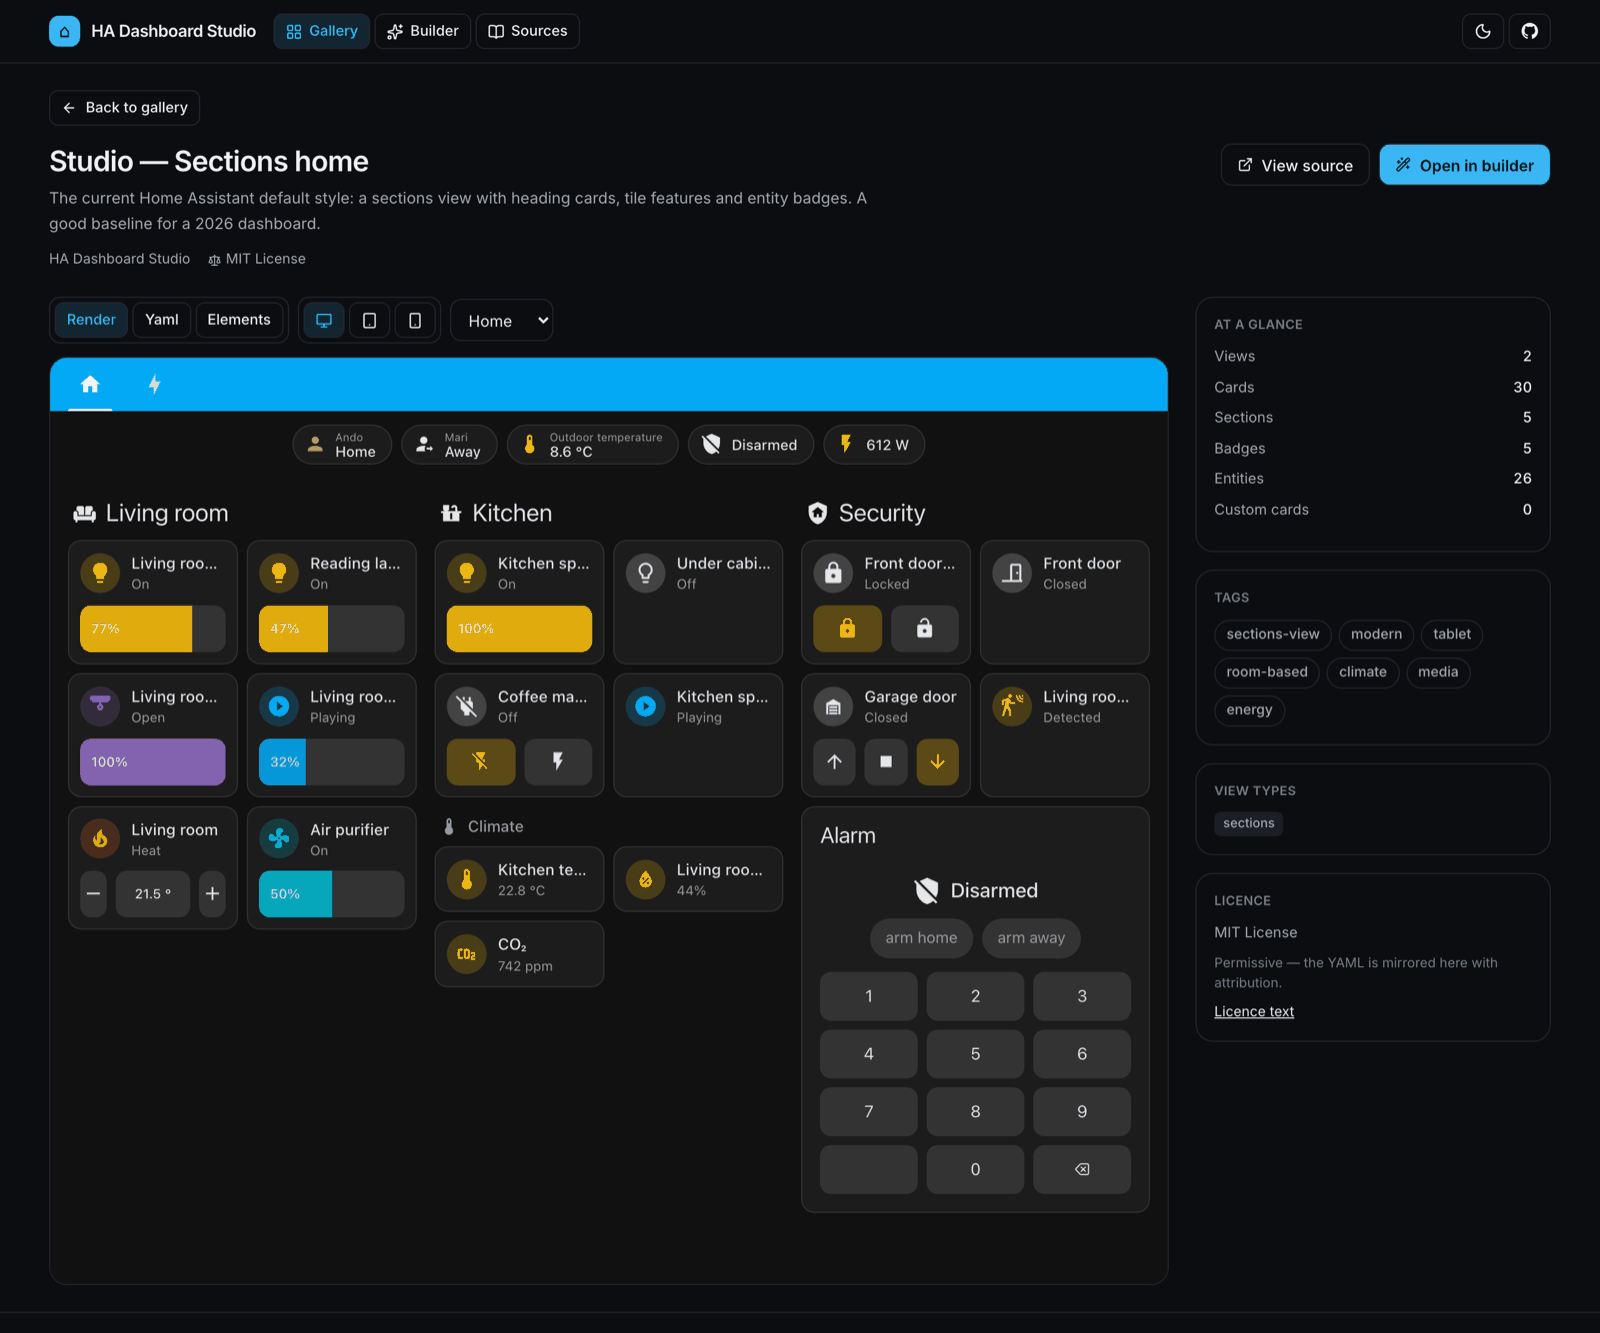 HA Dashboard Studio
Gallery
Builder
Sources
Back to gallery
Studio — Sections home
The current Home Assistant default style: a sections view with heading cards, tile features and entity badges. A
good baseline for a 2026 dashboard.
HA Dashboard Studio
MIT License
View source
Open in builder
Render
Yaml
Elements
Home
Ando
Home
Mari
Away
Outdoor temperature
8.6 °C
Disarmed
612 W
Living room
Living roo...
On
77%
Reading la...
On
47%
Living roo...
Open
100%
Living roo...
Playing
32%
Living room
Heat
21.5 °
Air purifier
On
50%
Kitchen
Kitchen sp...
On
100%
Under cabi...
Off
Coffee ma...
Off
Kitchen sp...
Playing
Climate
Kitchen te...
22.8 °C
Living roo...
44%
CO₂
CO₂
742 ppm
Security
Front door...
Locked
Front door
Closed
Garage door
Closed
Living roo...
Detected
Alarm
Disarmed
arm home
arm away
1
2
3
4
5
6
7
8
9
0
AT A GLANCE
Views 2
Cards 30
Sections 5
Badges 5
Entities 26
Custom cards 0
TAGS
sections-view
modern
tablet
room-based
climate
media
energy
VIEW TYPES
sections
LICENCE
MIT License
Permissive — the YAML is mirrored here with
attribution.
Licence text